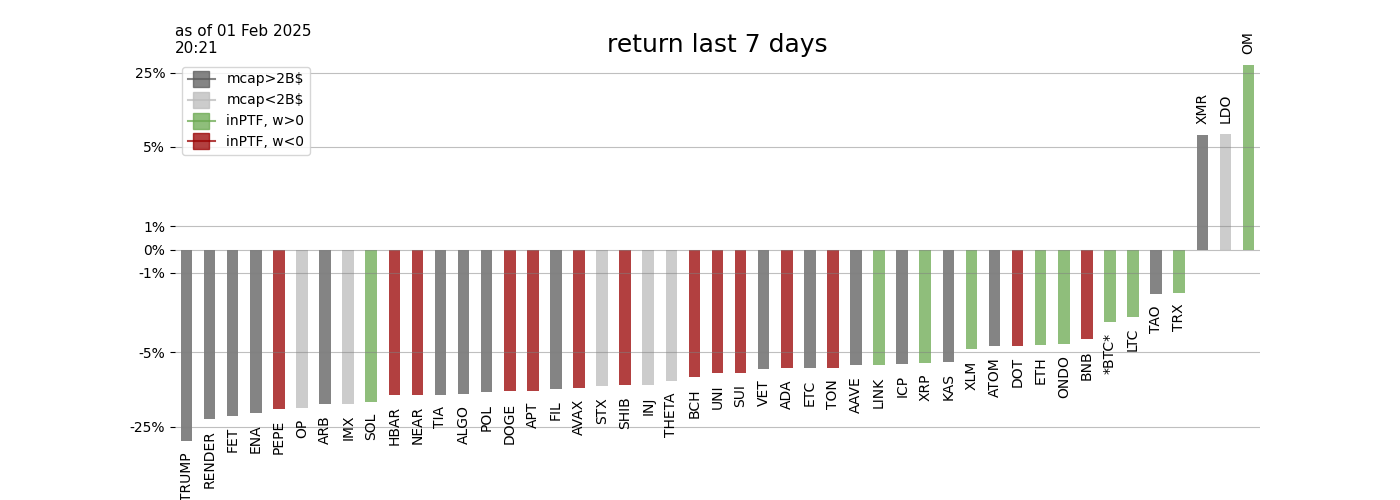 as of 01 Feb 2025
20:21
return last 7 days
mcap>2B$
mcap<2B$
inPTF, w>0
inPTF, w<0
25%
5%
1%
0%
-1%
-5%
-25%
TRUMP
RENDER
FET
ENA
PEPE
OP
ARB
IMX
SOL
HBAR
NEAR
TIA
ALGO
POL
DOGE
APT
FIL
AVAX
STX
SHIB
INJ
THETA
BCH
UNI
SUI
VET
ADA
ETC
TON
AAVE
LINK
ICP
XRP
KAS
XLM
ATOM
DOT
ETH
ONDO
BNB
*BTC*
LTC
TAO
TRX
XMR
LDO
OM